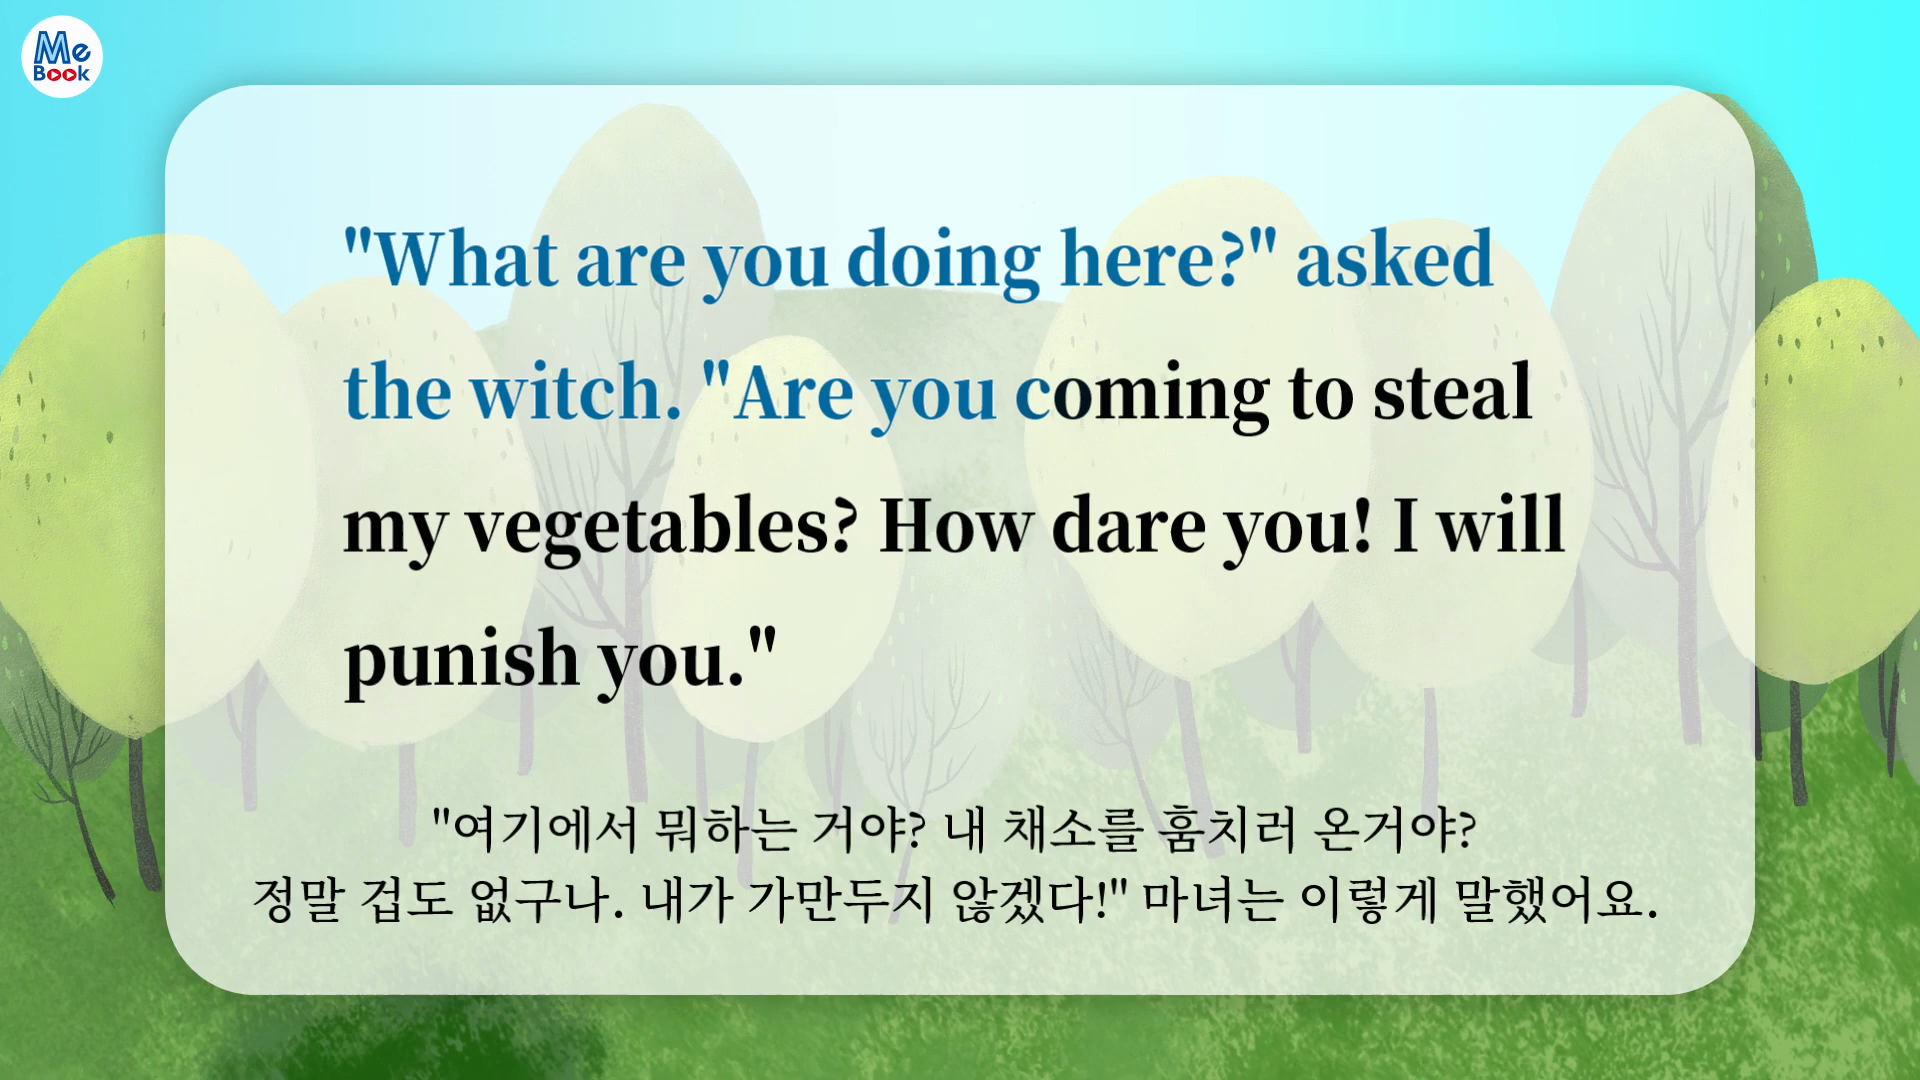 Me
Book
"What are you doing here?" asked
the witch. "Are you coming to steal
my vegetables? How dare you! I will
punish you."
"여기에서 뭐하는 거야? 내 채소를 훔치러 온거야?
정말 겁도 없구나. 내가 가만두지 않겠다!" 마녀는 이렇게 말했어요.